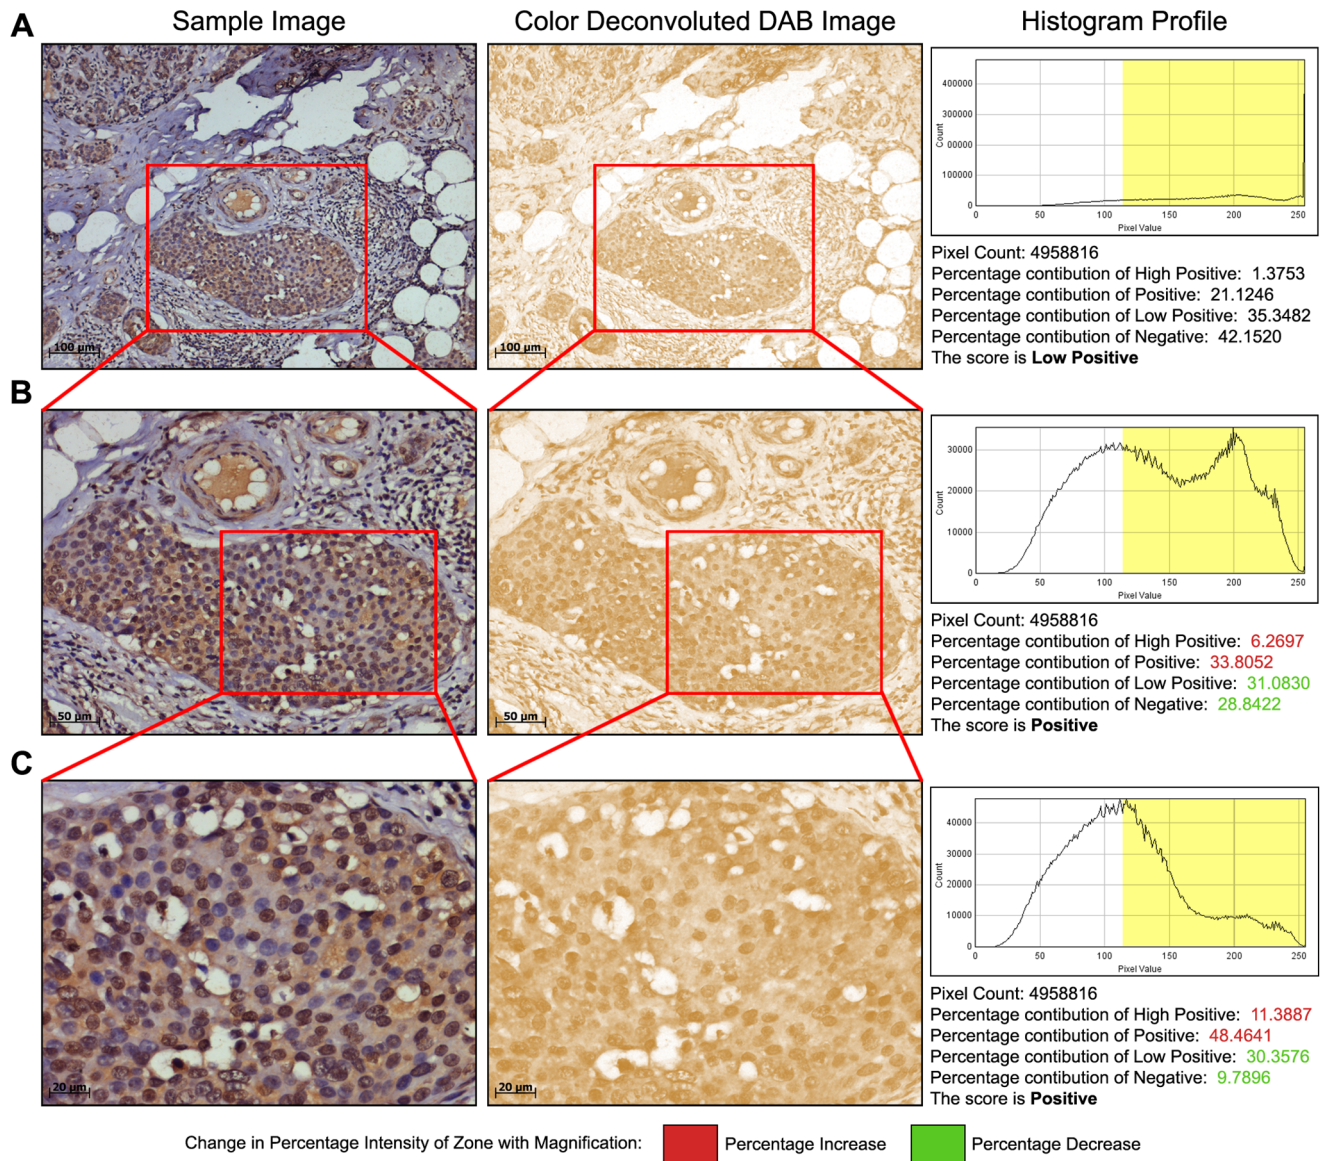 A
Sample Image
Color Deconvoluted DAB Image
Histogram Profile
100 µm
100 µm
400000
300000
00000
100000
0
Count
0 50 100 150 200 250
Pixel Value
Pixel Count: 4958816
Percentage contibution of High Positive: 1.3753
Percentage contibution of Positive: 21.1246
Percentage contibution of Low Positive: 35.3482
Percentage contibution of Negative: 42.1520
The score is Low Positive
B
50 µm
50 µm
30000
20000
10000
0
Count
0 50 100 150 200 250
Pixel Value
Pixel Count: 4958816
Percentage contibution of High Positive: 6.2697
Percentage contibution of Positive: 33.8052
Percentage contibution of Low Positive: 31.0830
Percentage contibution of Negative: 28.8422
The score is Positive
C
20 µm
20 µm
40000
30000
20000
10000
0
Count
0 50 100 150 200 250
Pixel Value
Pixel Count: 4958816
Percentage contibution of High Positive: 11.3887
Percentage contibution of Positive: 48.4641
Percentage contibution of Low Positive: 30.3576
Percentage contibution of Negative: 9.7896
The score is Positive
Change in Percentage Intensity of Zone with Magnification: Percentage Increase Percentage Decrease